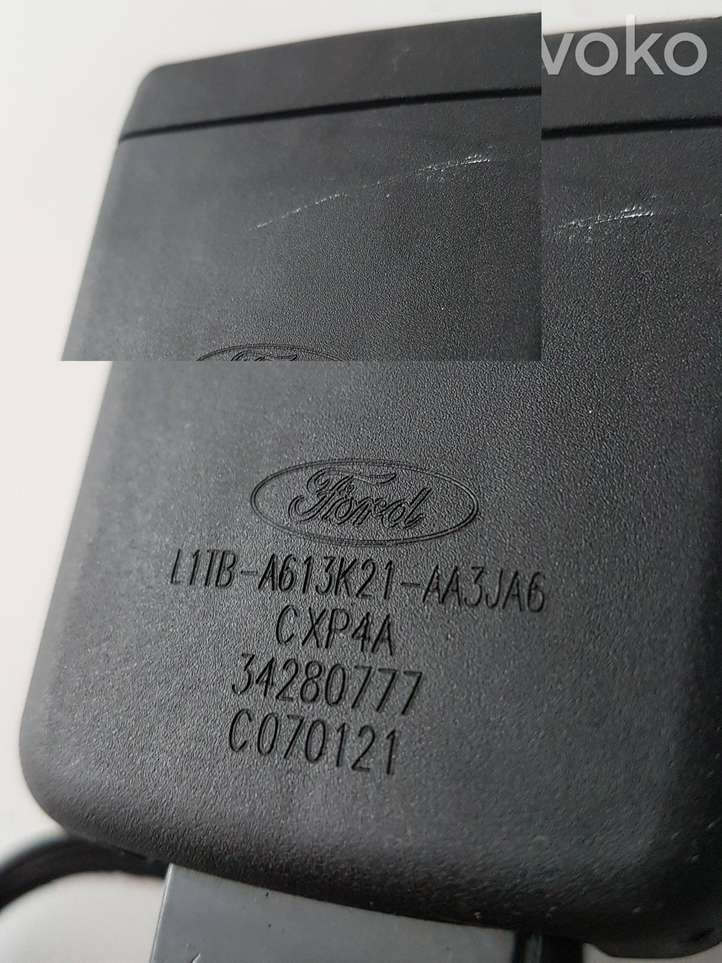 voko
Ford
L1TB-A613K21-AA3JA6
CXP4A
34280777
C070121